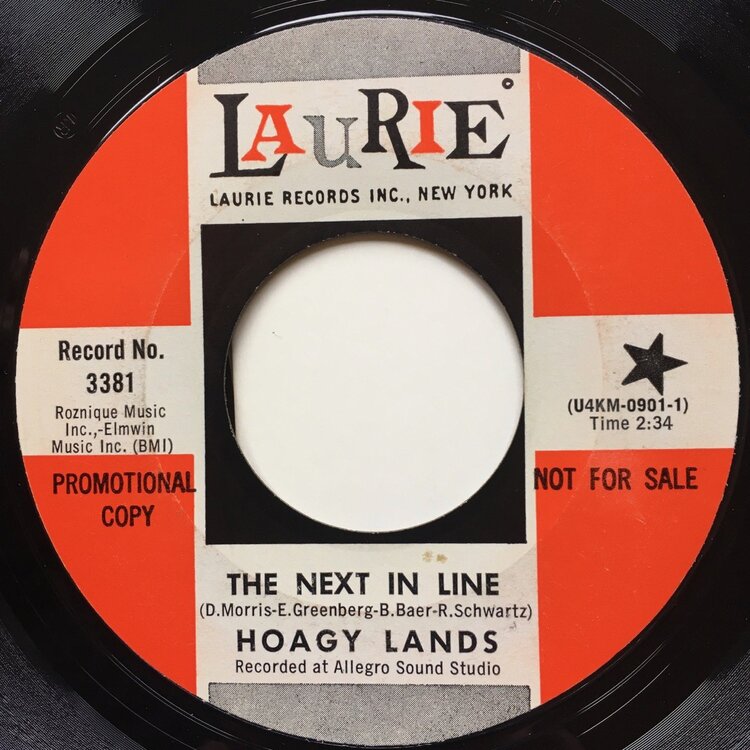 LAURIE
LAURIE RECORDS INC., NEW YORK
Record No.
3381
Roznique Music
Inc.,-Elmwin
Music Inc. (BMI)
PROMOTIONAL
COPY
(U4KM-0901-1)
Time 2:34
NOT FOR SALE
THE NEXT IN LINE
(D.Morris-E.Greenberg-B.Baer-R.Schwartz)
HOAGY LANDS
Recorded at Allegro Sound Studio